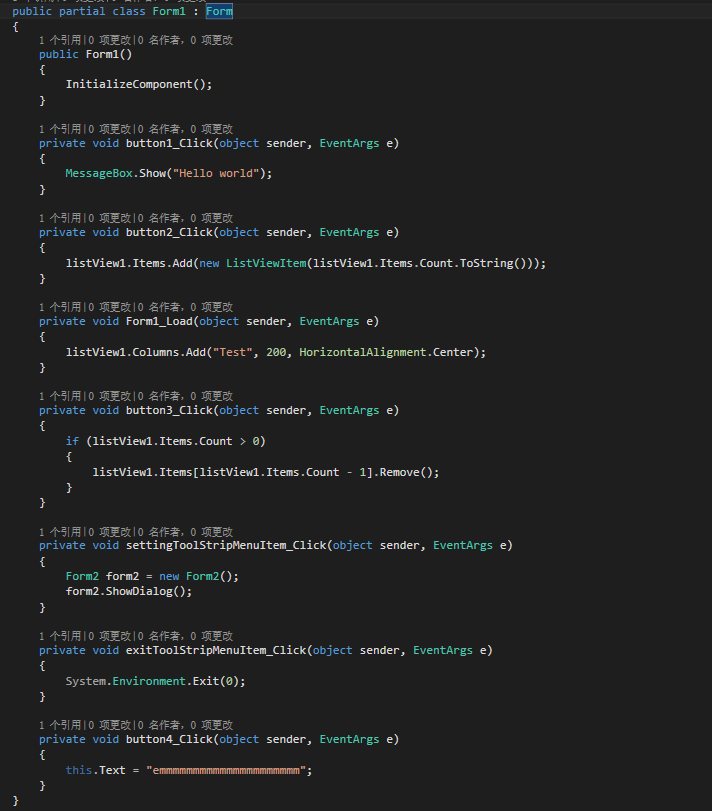 public partial class Form1 : Form
{
1 个引用|0 项更改|0 名作者，0 项更改
public Form1()
{
InitializeComponent();
}
1 个引用|0 项更改|0 名作者，0 项更改
private void button1_Click(object sender, EventArgs e)
{
MessageBox.Show("Hello world");
}
1 个引用|0 项更改|0 名作者，0 项更改
private void button2_Click(object sender, EventArgs e)
{
listView1.Items.Add(new ListViewItem(listView1.Items.Count.ToString()));
}
1 个引用|0 项更改|0 名作者，0 项更改
private void Form1_Load(object sender, EventArgs e)
{
listView1.Columns.Add("Test", 200, HorizontalAlignment.Center);
}
1 个引用|0 项更改|0 名作者，0 项更改
private void button3_Click(object sender, EventArgs e)
{
if (listView1.Items.Count > 0)
{
listView1.Items[listView1.Items.Count - 1].Remove();
}
}
1 个引用|0 项更改|0 名作者，0 项更改
private void settingToolStripMenuItem_Click(object sender, EventArgs e)
{
Form2 form2 = new Form2();
form2.ShowDialog();
}
1 个引用|0 项更改|0 名作者，0 项更改
private void exitToolStripMenuItem_Click(object sender, EventArgs e)
{
System.Environment.Exit(0);
}
1 个引用|0 项更改|0 名作者，0 项更改
private void button4_Click(object sender, EventArgs e)
{
this.Text = "emmmmmmmmmmmmmmmmmmmmm";
}
}